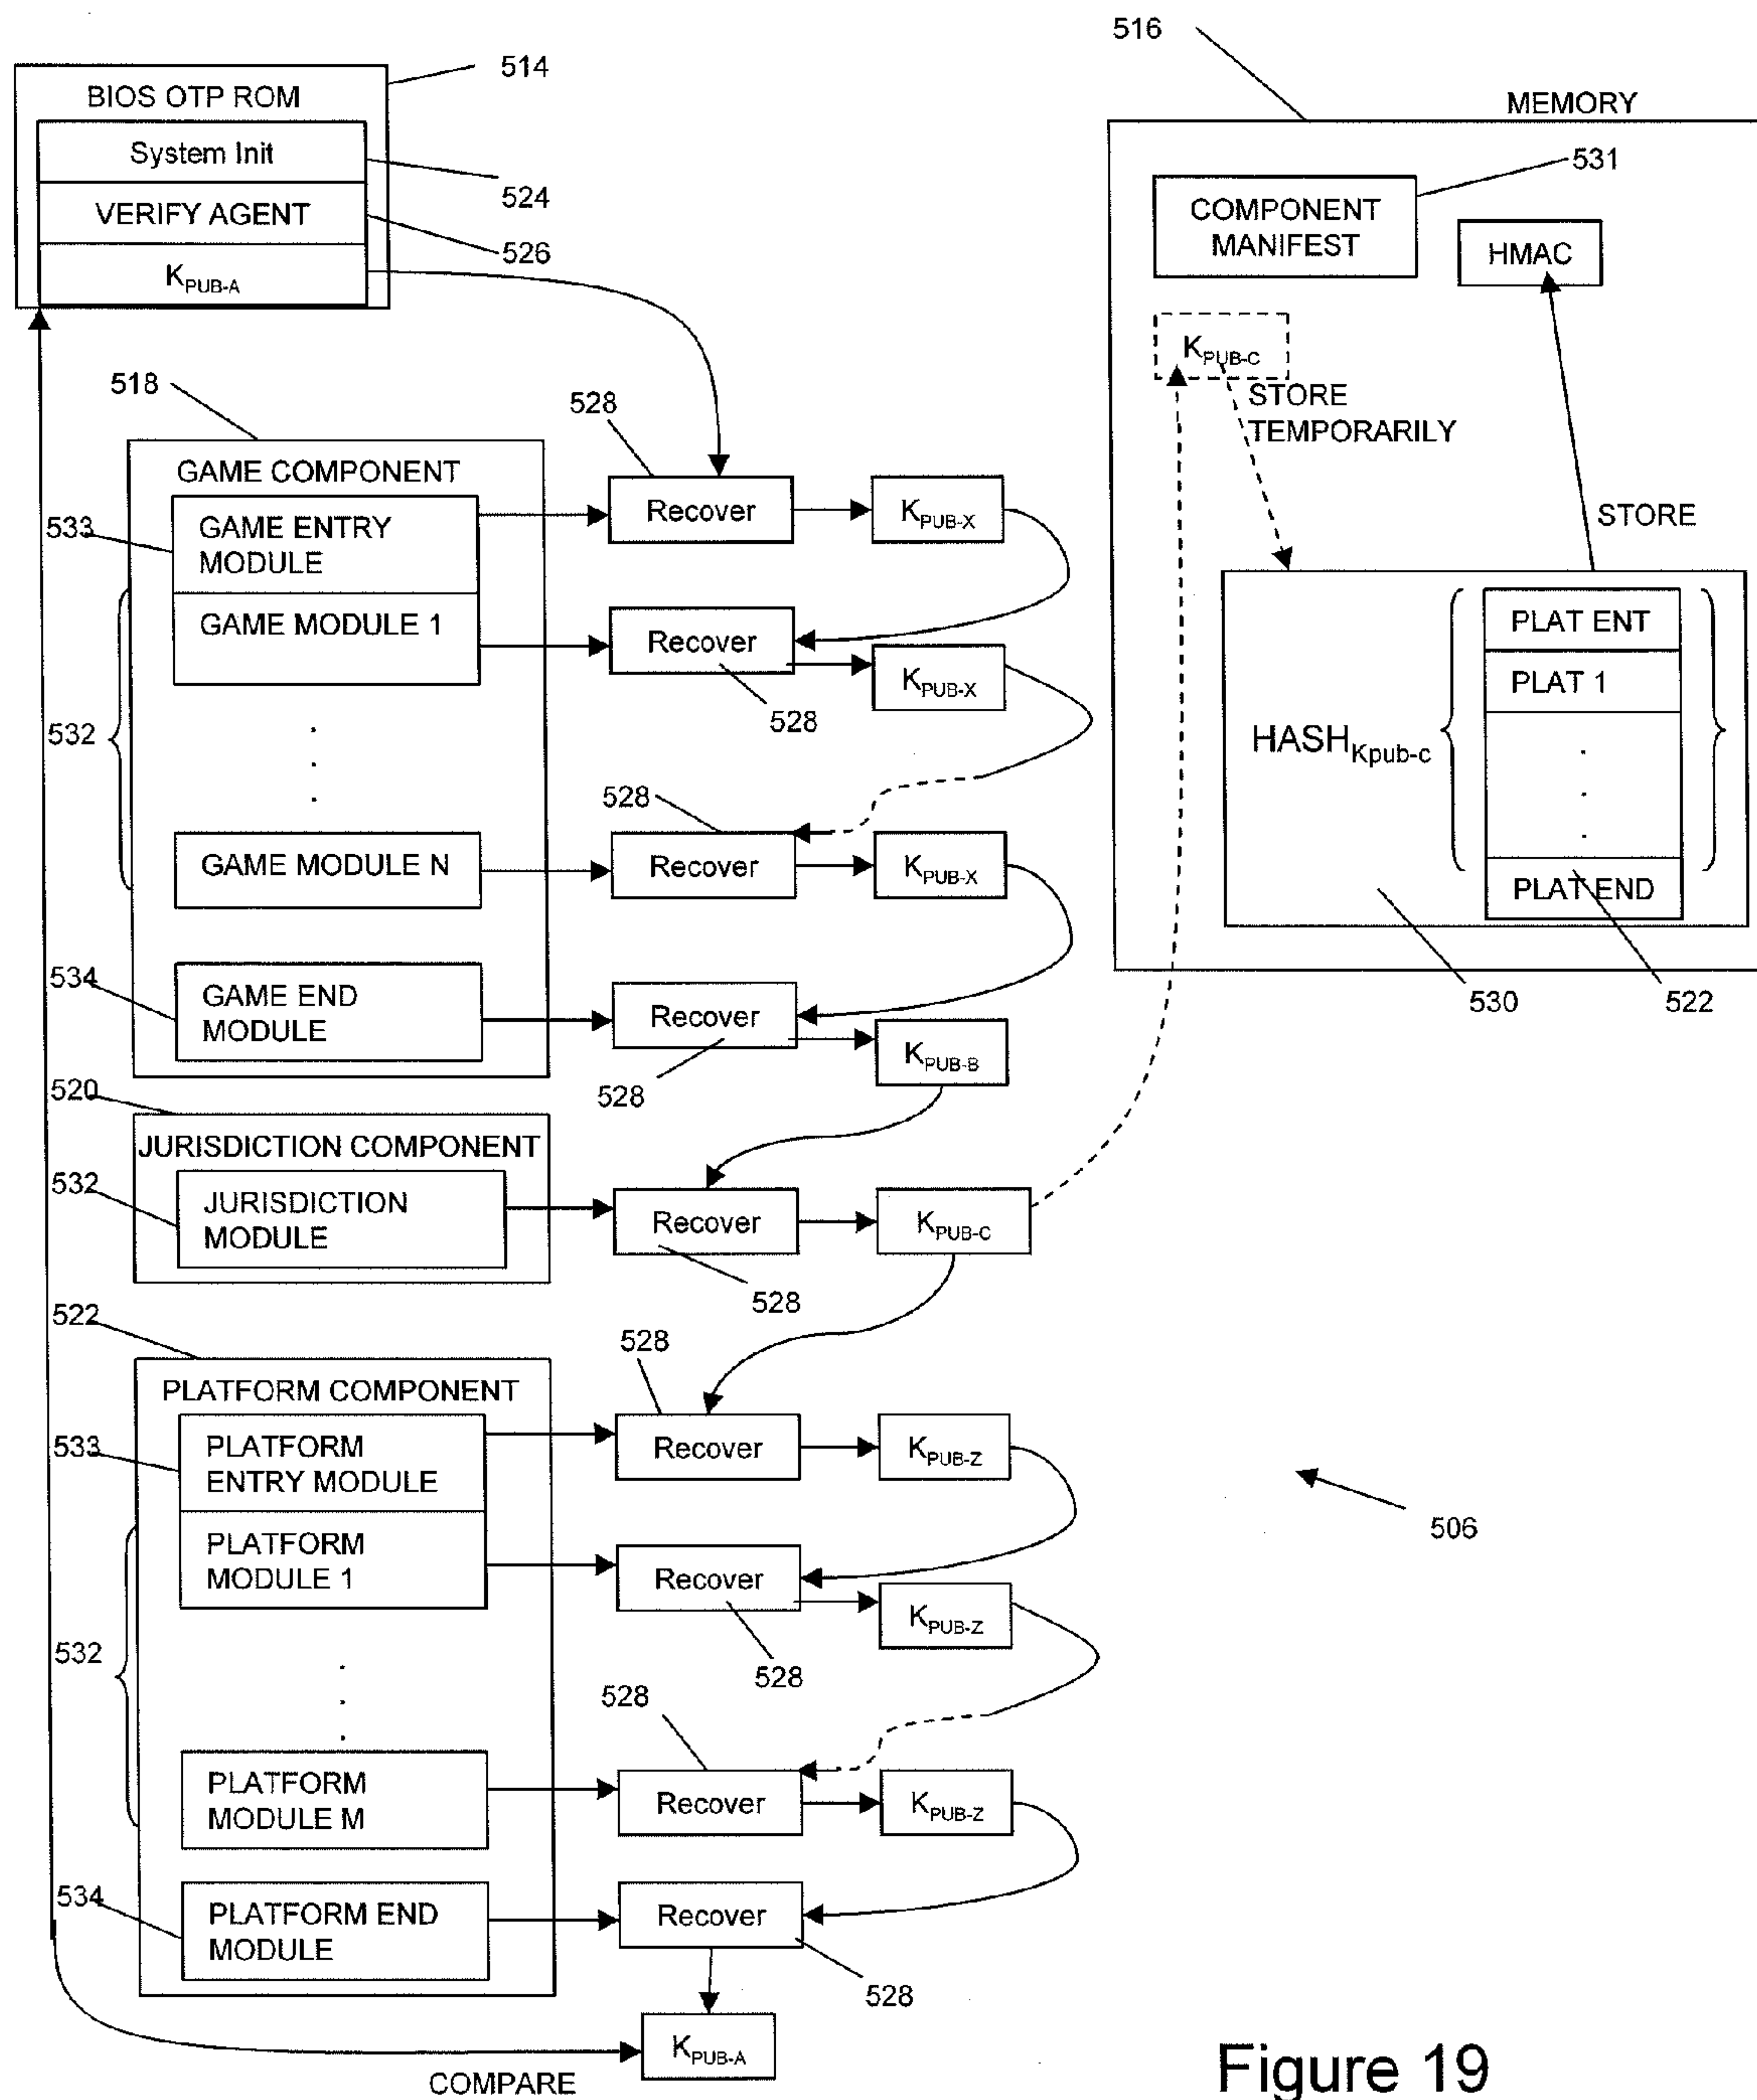 516
MEMORY
514
BIOS OTP ROM
System Init
524
VERIFY AGENT
526
KPUB-A
531
COMPONENT
MANIFEST
HMAC
KPUB-C
STORE
TEMPORARILY
STORE
518
528
GAME COMPONENT
533
GAME ENTRY
MODULE
Recover
KPUB-X
GAME MODULE 1
Recover
KPUB-X
528
532
.
.
.
528
GAME MODULE N
Recover
KPUB-X
534
GAME END
MODULE
Recover
KPUB-B
528
PLAT ENT
PLAT 1
HASHKpub-c
.
.
.
PLAT END
530
522
520
JURISDICTION COMPONENT
532
JURISDICTION
MODULE
Recover
KPUB-C
528
522
528
PLATFORM COMPONENT
533
PLATFORM
ENTRY MODULE
Recover
KPUB-Z
506
PLATFORM
MODULE 1
Recover
KPUB-Z
528
532
.
.
.
528
PLATFORM
MODULE M
Recover
KPUB-Z
534
PLATFORM END
MODULE
Recover
528
KPUB-A
COMPARE
Figure 19